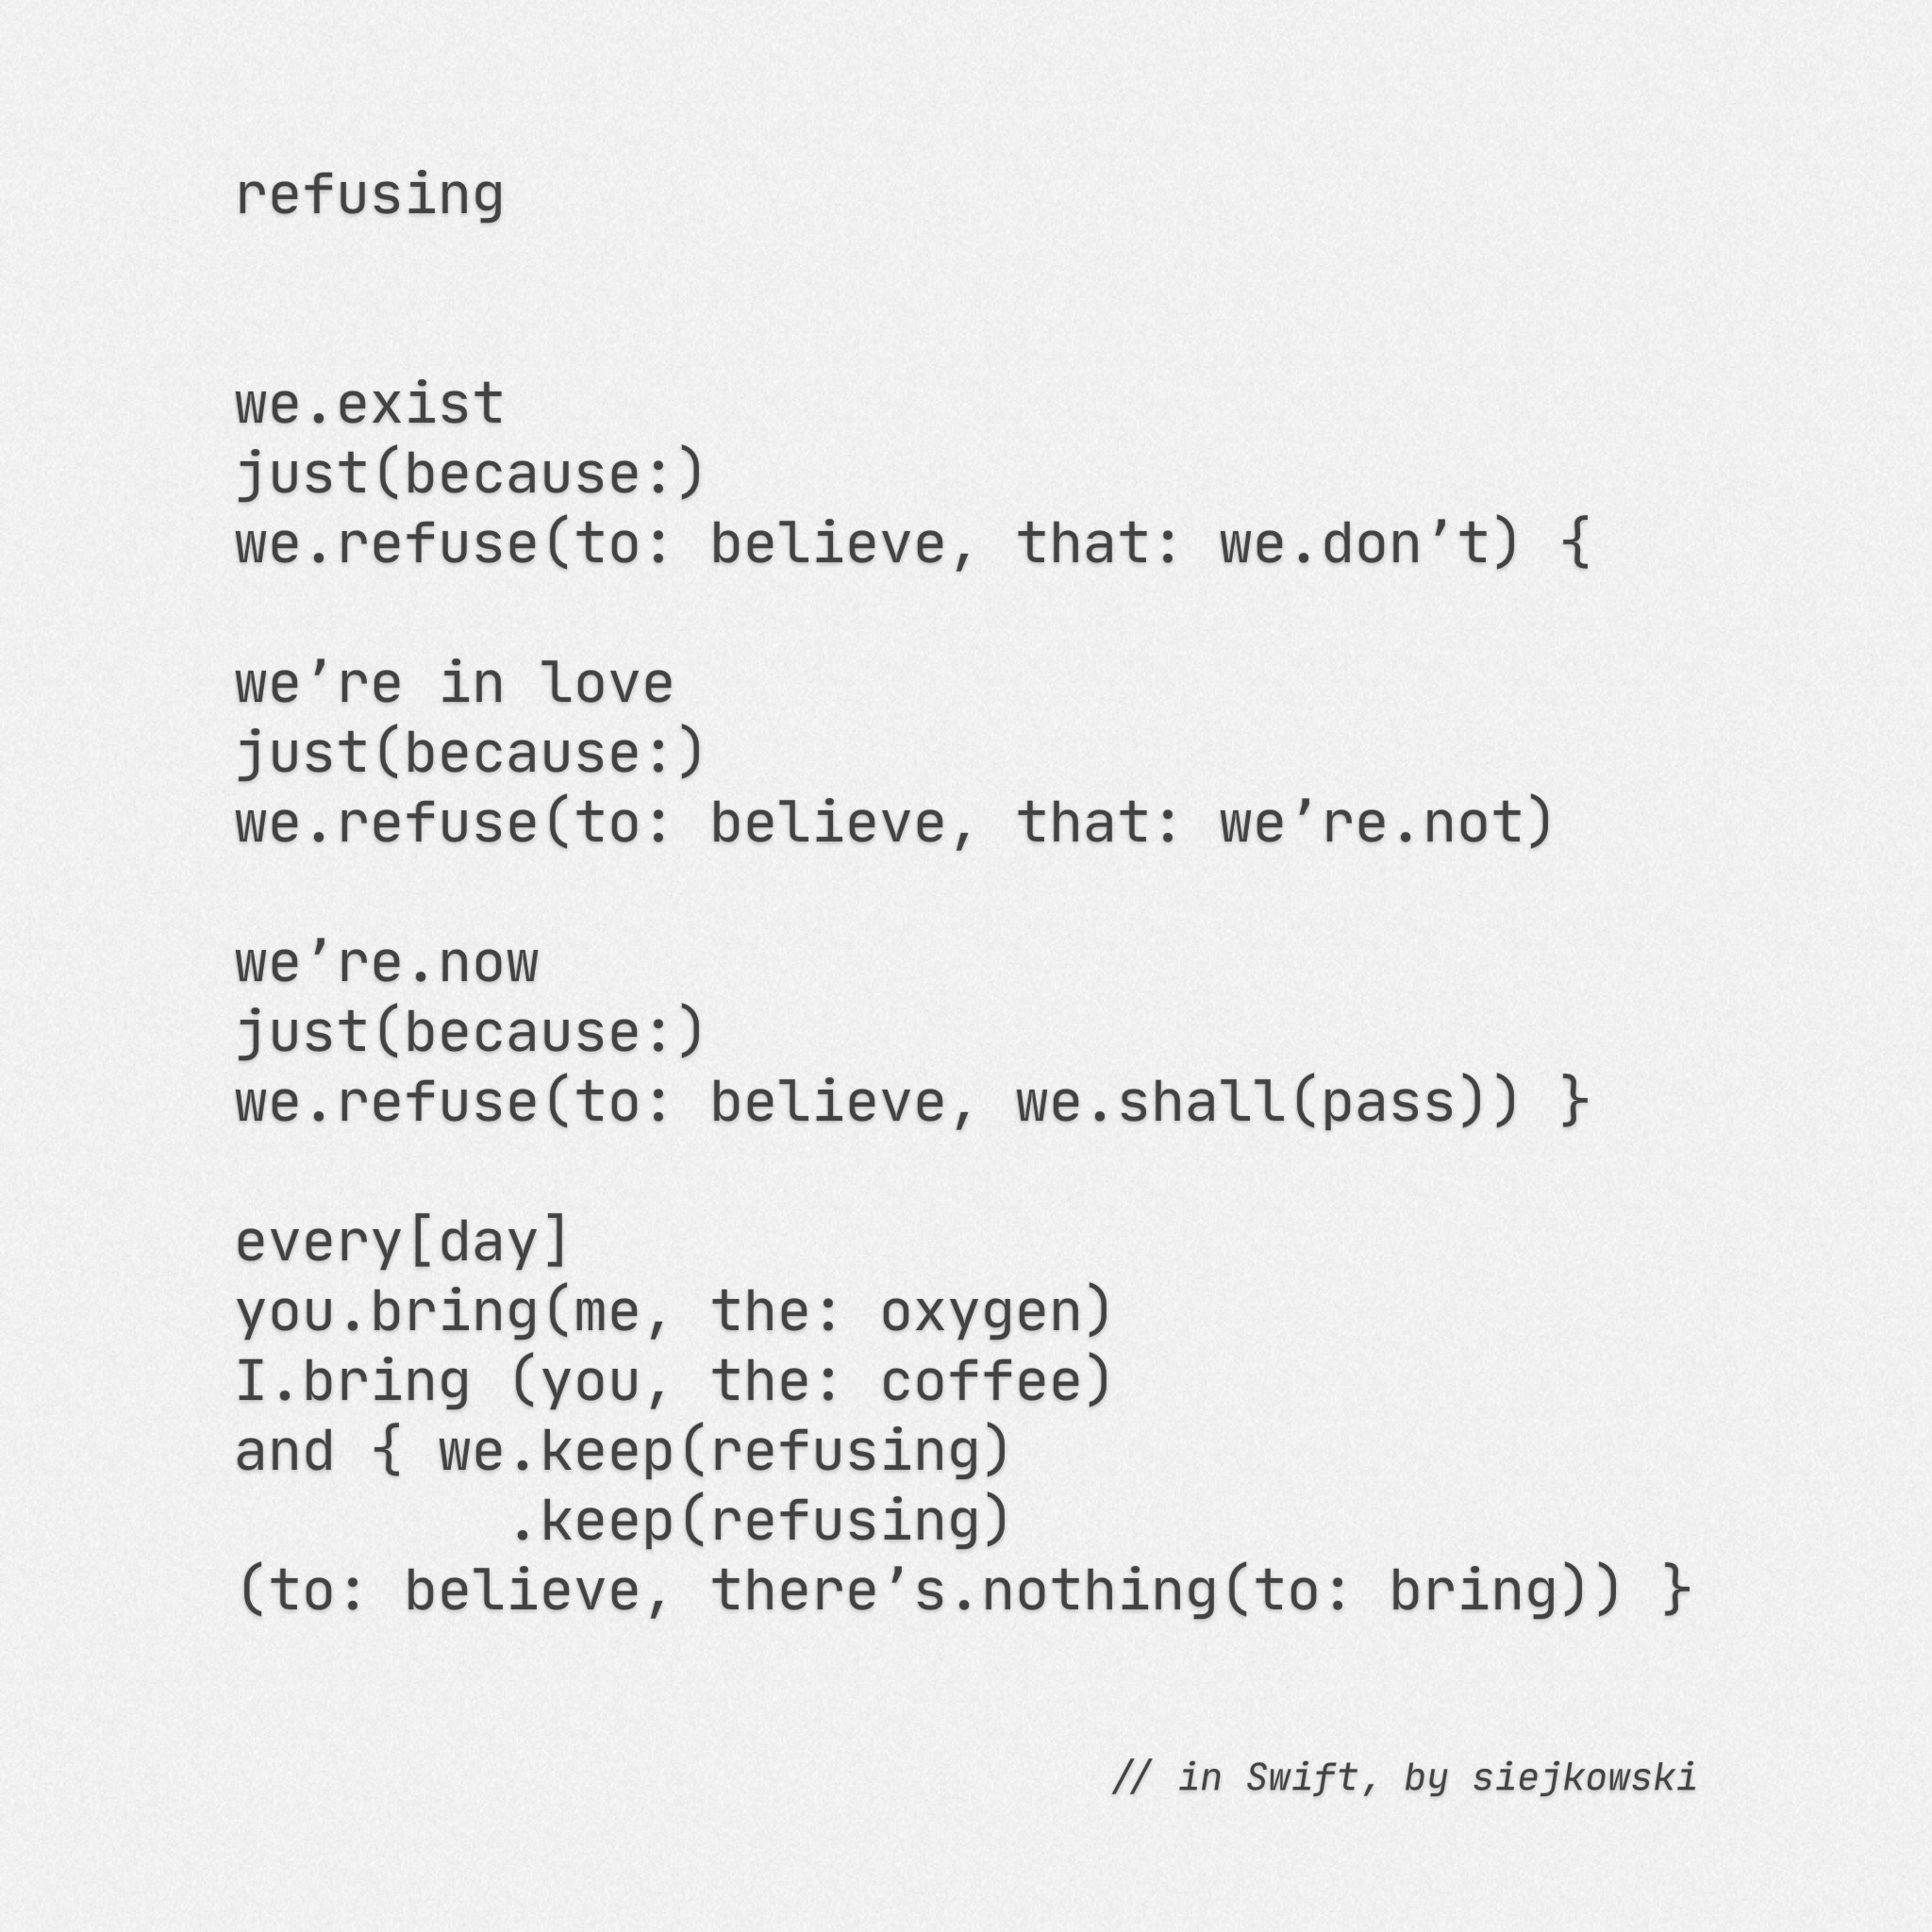 refusing
we.exist
just(because:)
we.refuse(to: believe, that: we.don’t) {
we’re in love
just(because:)
we.refuse(to: believe, that: we’re.not)
we’re.now
just(because:)
we.refuse(to: believe, we.shall(pass)) }
every[day]
you.bring(me, the: oxygen)
I.bring (you, the: coffee)
and { we.keep(refusing)
        .keep(refusing)
(to: believe, there’s.nothing(to: bring)) }
// in Swift, by siejkowski